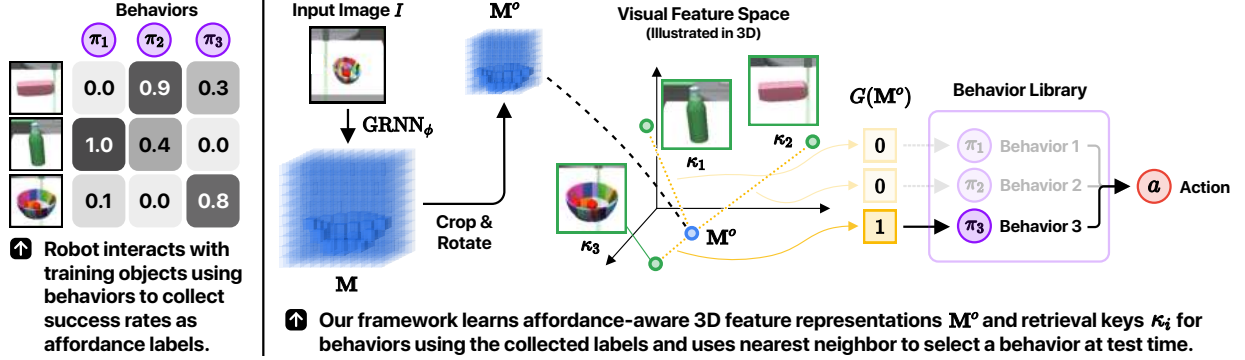 Behaviors
π₁ π₂ π₃
0.0 0.9 0.3
1.0 0.4 0.0
0.1 0.0 0.8
Robot interacts with
training objects using
behaviors to collect
success rates as
affordance labels.
Input Image I
GRNN_ϕ
M
Crop &
Rotate
M^o
Visual Feature Space
(Illustrated in 3D)
κ₁
κ₂
κ₃
M^o
G(M^o)
0
0
1
Behavior Library
π₁ Behavior 1
π₂ Behavior 2
π₃ Behavior 3
a Action
Our framework learns affordance-aware 3D feature representations M^o and retrieval keys κ_i for
behaviors using the collected labels and uses nearest neighbor to select a behavior at test time.